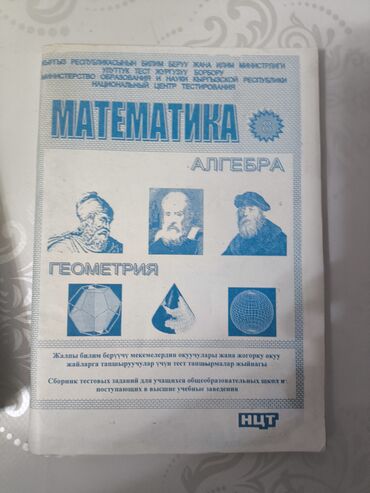 КЫРГЫЗ РЕСПУБЛИКАСЫНЫН БИЛИМ БЕРУУ ЖАНА ИЛИМ МИНИСТРЛИГИ
УЛУТТУК ТЕСТ ЖУРГУЗУУ БОРБОРУ
МИНИСТЕРСТВО ОБРАЗОВАНИЯ И НАУКИ КЫРГЫЗСКОЙ РЕСПУБЛИКИ
НАЦИОНАЛЬНЫЙ ЦЕНТР ТЕСТИРОВАНИЯ
МАТЕМАТИКА
АЛГЕБРА
ГЕОМЕТРИЯ
Жалпы билим берүүчү мекемелердин окуучулары жана жогорку окуу
жайларга тапшыруучулар үчүн тест тапшырмалар жыйнагы
Сборник тестовых заданий для учащихся общеобразовательных школ и
поступающих в высшие учебные заведения
НЦТ